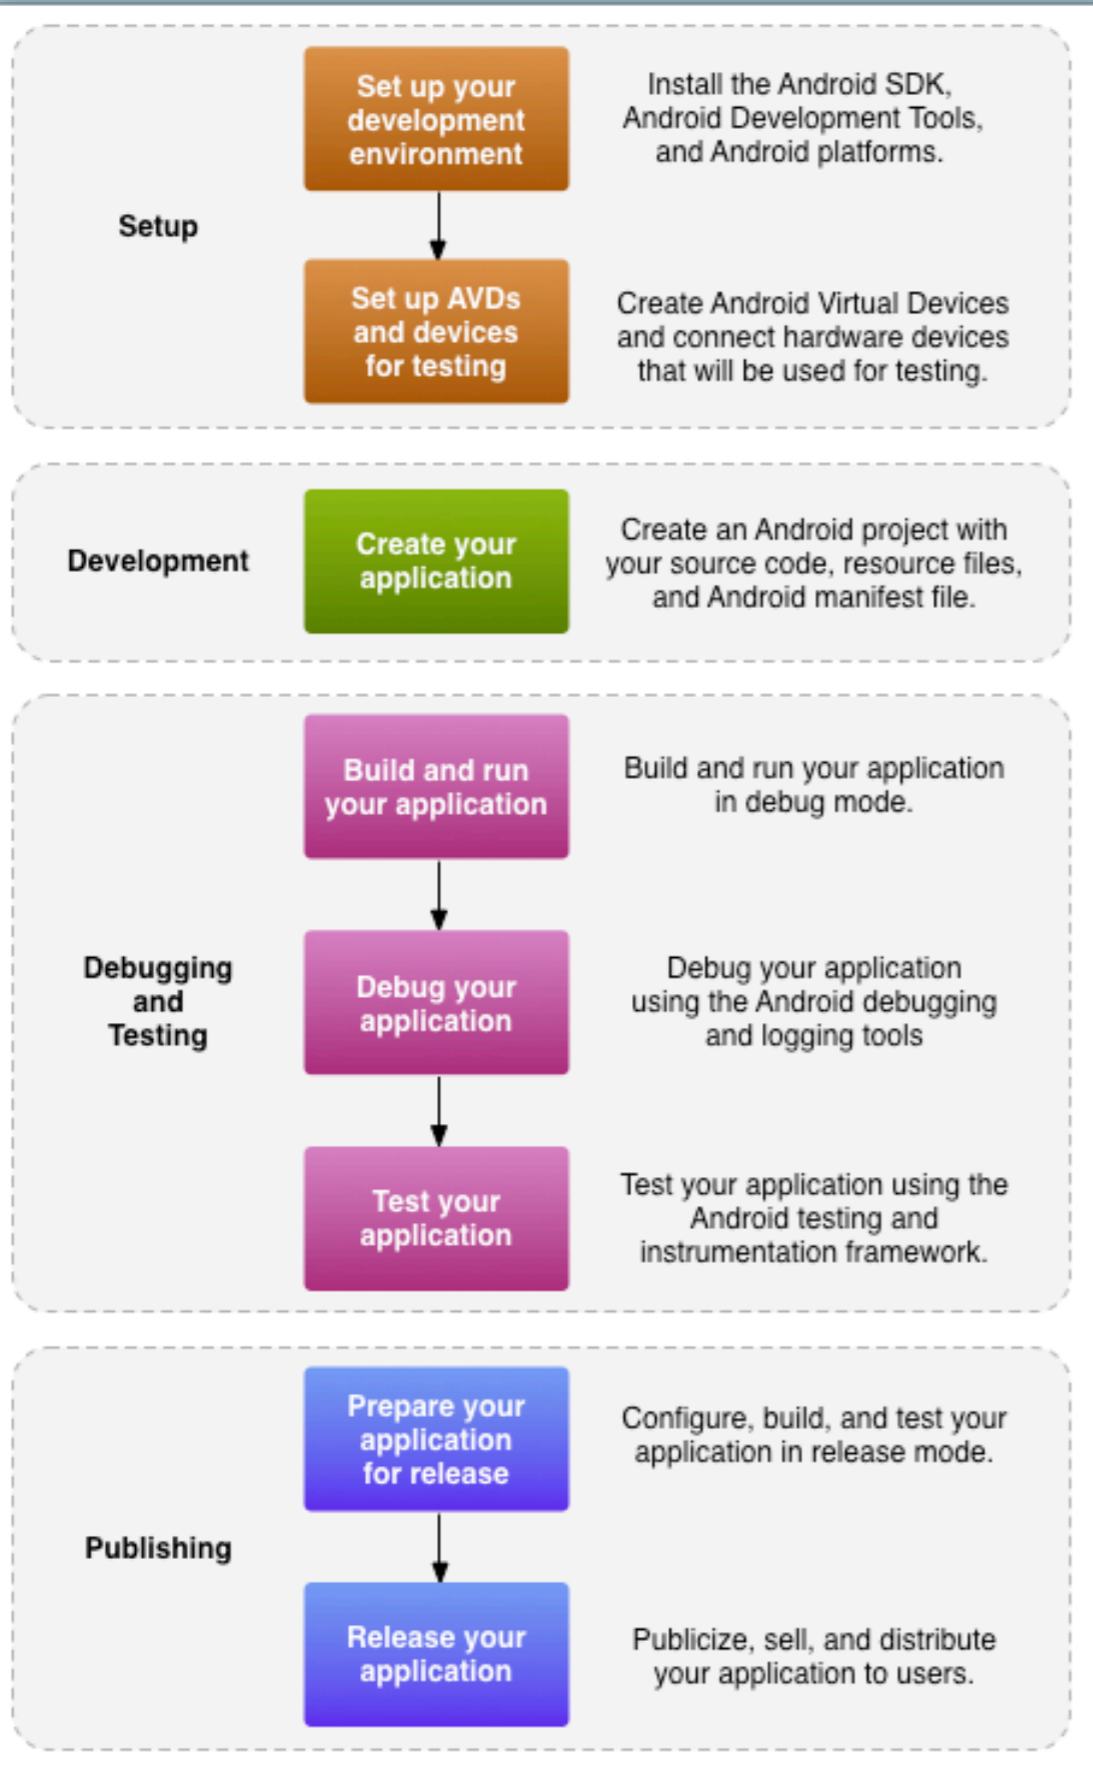 Set up your
development
environment
Install the Android SDK,
Android Development Tools,
and Android platforms.
Setup
Set up AVDs
and devices
for testing
Create Android Virtual Devices
and connect hardware devices
that will be used for testing.
Development
Create your
application
Create an Android project with
your source code, resource files,
and Android manifest file.
Build and run
your application
Build and run your application
in debug mode.
Debugging
and
Testing
Debug your
application
Debug your application
using the Android debugging
and logging tools
Test your
application
Test your application using the
Android testing and
instrumentation framework.
Prepare your
application
for release
Configure, build, and test your
application in release mode.
Publishing
Release your
application
Publicize, sell, and distribute
your application to users.